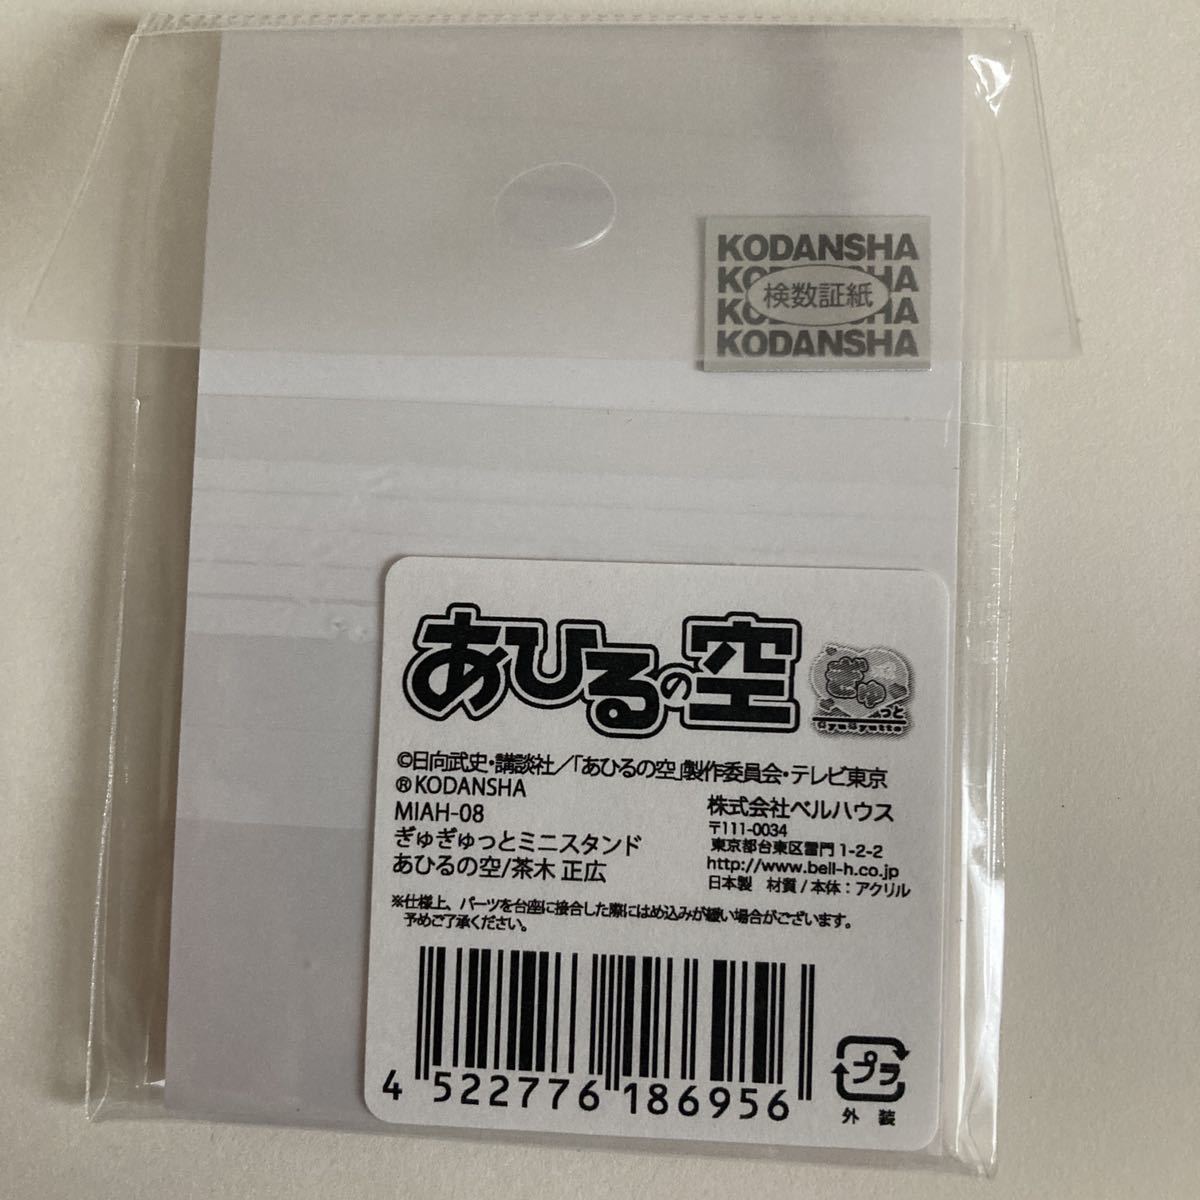 KODANSHA
KODANSHA
検数証紙
KODANSHA
KODANSHA
あひるの空
ぎゅ
っと
GyuGyutto
©日向武史・講談社／「あひるの空」製作委員会・テレビ東京
®KODANSHA
MIAH-08
ぎゅぎゅっとミニスタンド
あひるの空/茶木 正広
株式会社ベルハウス
〒111-0034
東京都台東区雷門 1-2-2
http://www.bell-h.co.jp
日本製 材質 / 本体：アクリル
※仕様上、パーツを台座に接合した際にはめ込みが緩い場合がございます。
予めご了承ください。
4 522776 186956
プラ
外 装